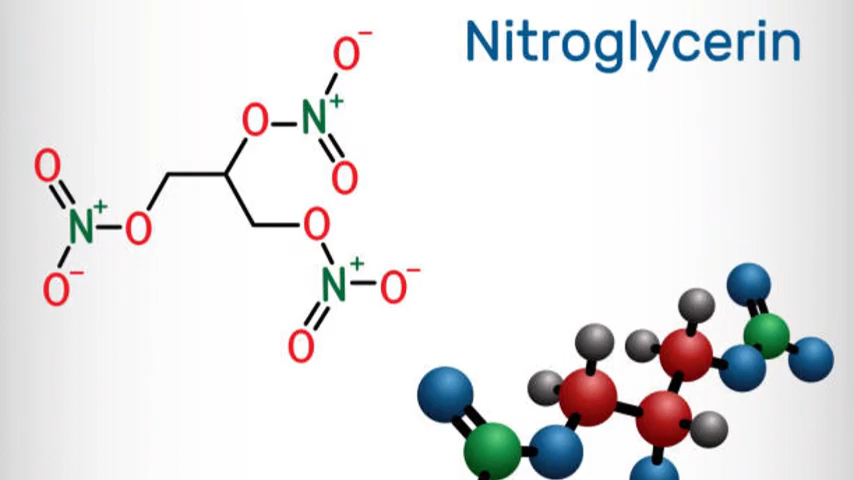 Nitroglycerin
O⁻
O N⁺
O
O
N⁺ O
O⁻
O
N⁺ O⁻
O